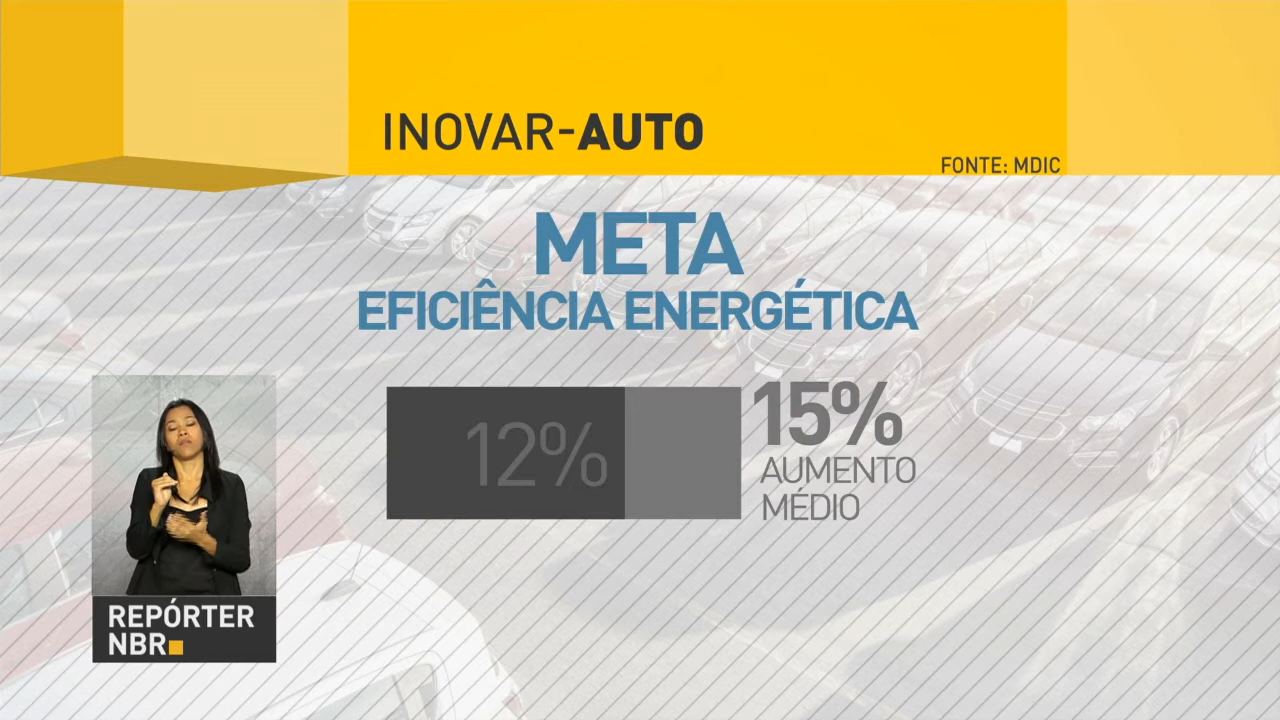 INOVAR-AUTO
FONTE: MDIC
META
EFICIÊNCIA ENERGÉTICA
12%
15%
AUMENTO
MÉDIO
REPÓRTER
NBR